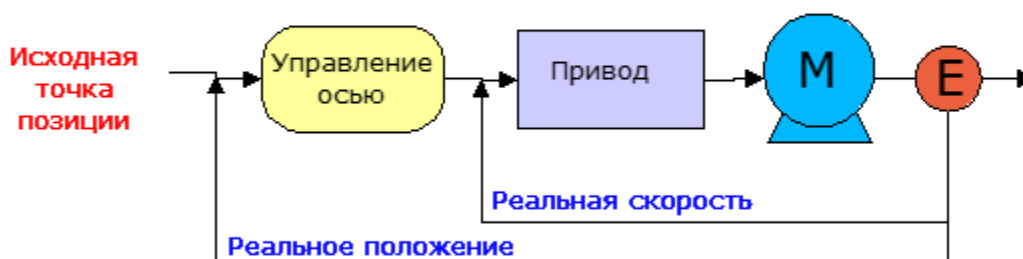 Исходная
точка
позиции
Управление
осью
Привод
М
Е
Реальная скорость
Реальное положение